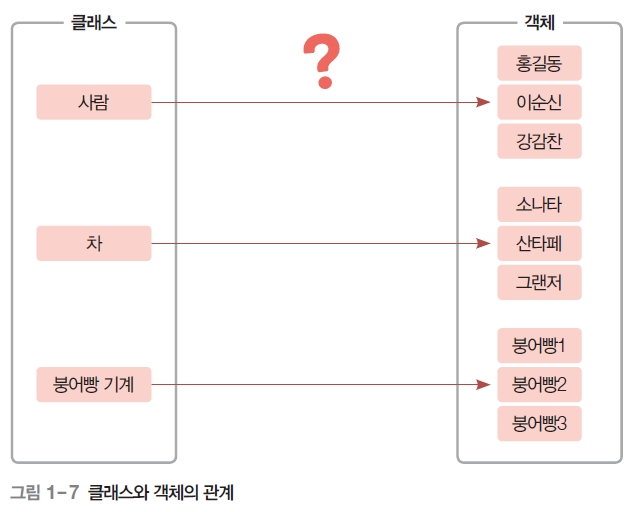 클래스
객체
?
홍길동
사람
이순신
강감찬
소나타
차
산타페
그랜저
붕어빵1
붕어빵 기계
붕어빵2
붕어빵3
그림 1-7 클래스와 객체의 관계